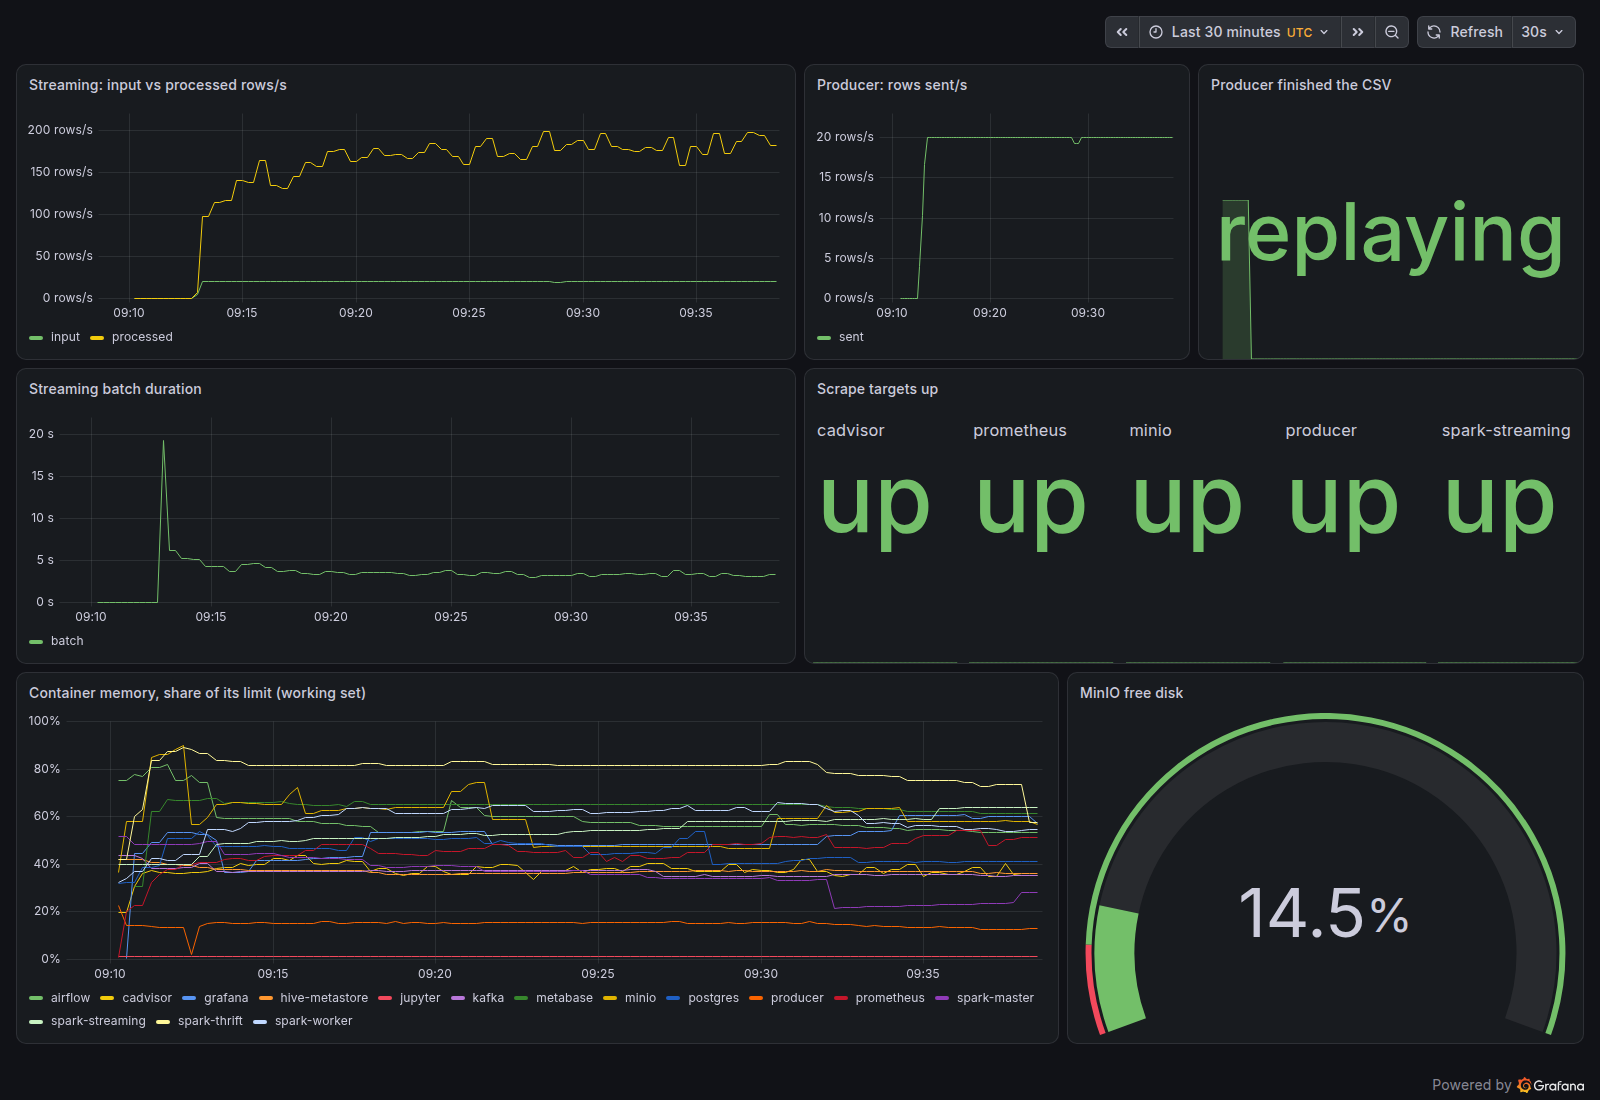 Last 30 minutes UTC
Refresh
30s
Streaming: input vs processed rows/s
200 rows/s
150 rows/s
100 rows/s
50 rows/s
0 rows/s
09:10 09:15 09:20 09:25 09:30 09:35
input processed
Producer: rows sent/s
20 rows/s
15 rows/s
10 rows/s
5 rows/s
0 rows/s
09:10 09:20 09:30
sent
Producer finished the CSV
replaying
Streaming batch duration
20 s
15 s
10 s
5 s
0 s
09:10 09:15 09:20 09:25 09:30 09:35
batch
Scrape targets up
cadvisor prometheus minio producer spark-streaming
up up up up up
Container memory, share of its limit (working set)
100%
80%
60%
40%
20%
0%
09:10 09:15 09:20 09:25 09:30 09:35
airflow cadvisor grafana hive-metastore jupyter kafka metabase minio postgres producer prometheus spark-master
spark-streaming spark-thrift spark-worker
MinIO free disk
14.5%
Powered by Grafana